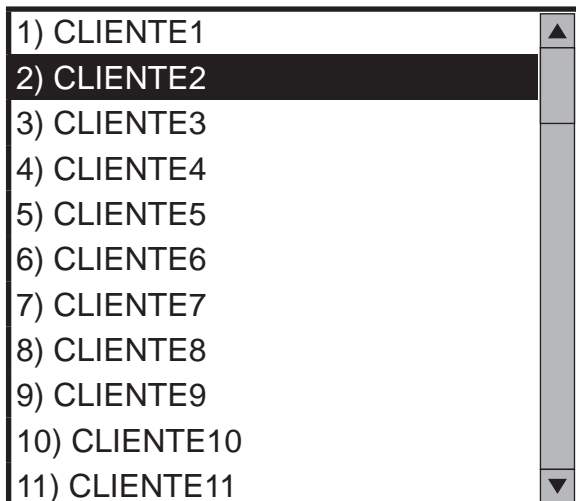 1) CLIENTE1
2) CLIENTE2
3) CLIENTE3
4) CLIENTE4
5) CLIENTE5
6) CLIENTE6
7) CLIENTE7
8) CLIENTE8
9) CLIENTE9
10) CLIENTE10
11) CLIENTE11